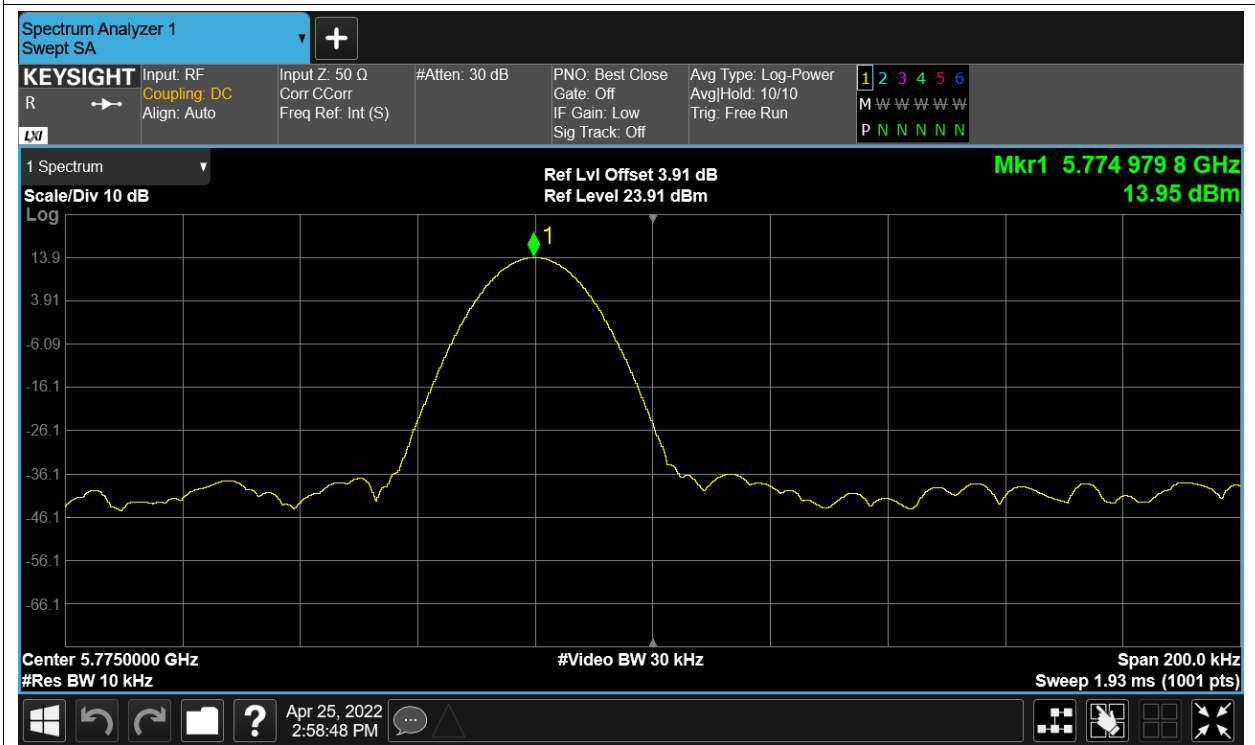 Spectrum Analyzer 1
Swept SA
KEYSIGHT
R
LXI
Input: RF
Coupling: DC
Align: Auto
Input Z: 50 Ω
Corr CCorr
Freq Ref: Int (S)
#Atten: 30 dB
PNO: Best Close
Gate: Off
IF Gain: Low
Sig Track: Off
Avg Type: Log-Power
Avg|Hold: 10/10
Trig: Free Run
1 2 3 4 5 6
M W W W W W
P N N N N N
1 Spectrum
Scale/Div 10 dB
Log
Ref Lvl Offset 3.91 dB
Ref Level 23.91 dBm
Mkr1 5.774 979 8 GHz
13.95 dBm
1
13.9
3.91
-6.09
-16.1
-26.1
-36.1
-46.1
-56.1
-66.1
Center 5.7750000 GHz
#Res BW 10 kHz
#Video BW 30 kHz
Span 200.0 kHz
Sweep 1.93 ms (1001 pts)
?
Apr 25, 2022
2:58:48 PM